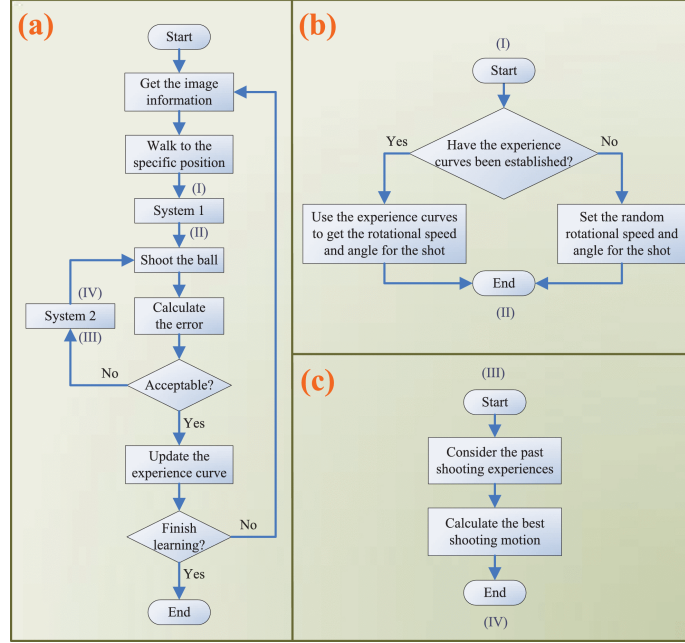 (a)
Start
Get the image
information
Walk to the
specific position
(I)
System 1
(II)
Shoot the ball
(IV)
System 2
(III)
Calculate
the error
No
Acceptable?
Yes
Update the
experience curve
Finish
learning?
No
Yes
End
(b)
(I)
Start
Yes
Have the experience
curves been established?
No
Use the experience curves
to get the rotational speed
and angle for the shot
Set the random
rotational speed and
angle for the shot
End
(II)
(c)
(III)
Start
Consider the past
shooting experiences
Calculate the best
shooting motion
End
(IV)